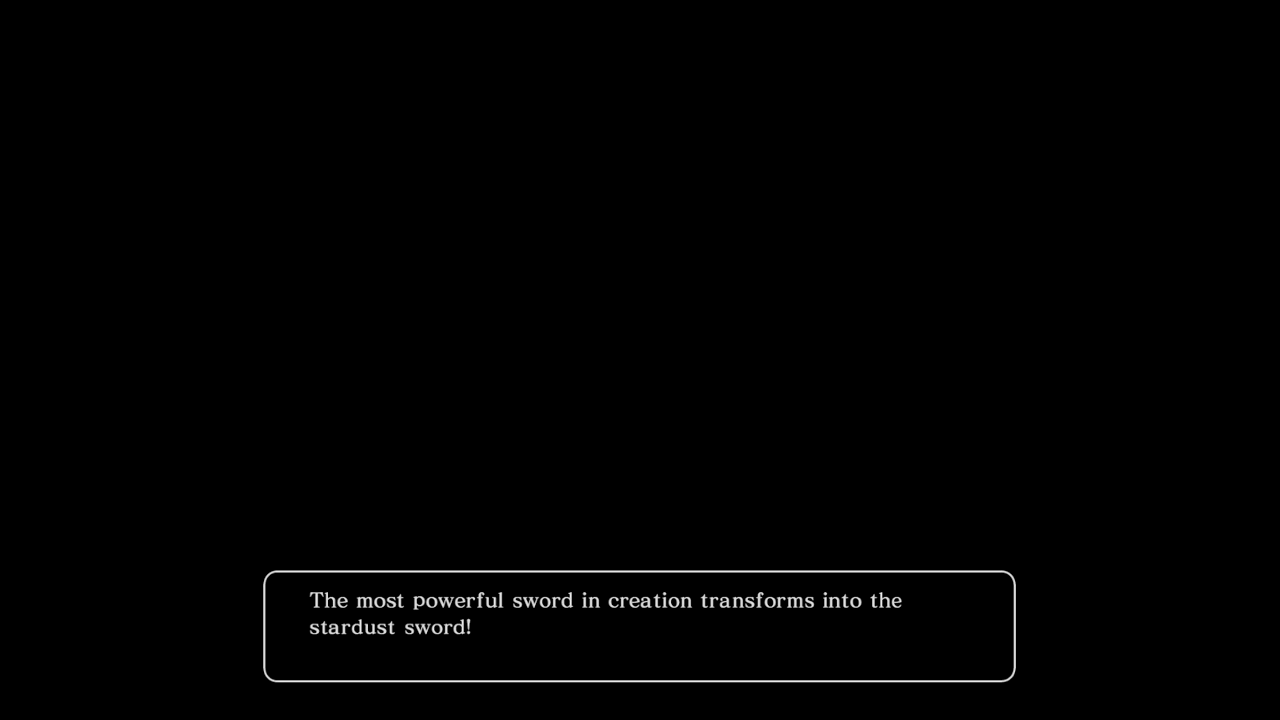 The most powerful sword in creation transforms into the
stardust sword!